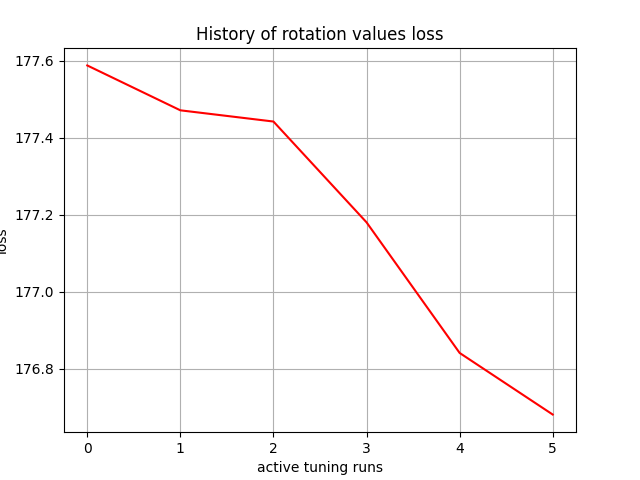 History of rotation values loss
177.6
177.4
177.2
177.0
176.8
loss
0 1 2 3 4 5
active tuning runs